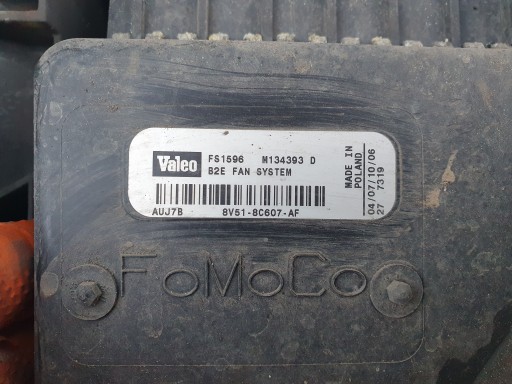 Valeo
FS1596 M134393 D
B2E FAN SYSTEM
AUJ7B 8V51-8C607-AF
MADE IN
POLAND
04/07/10/06
27 7319
FoMoCo